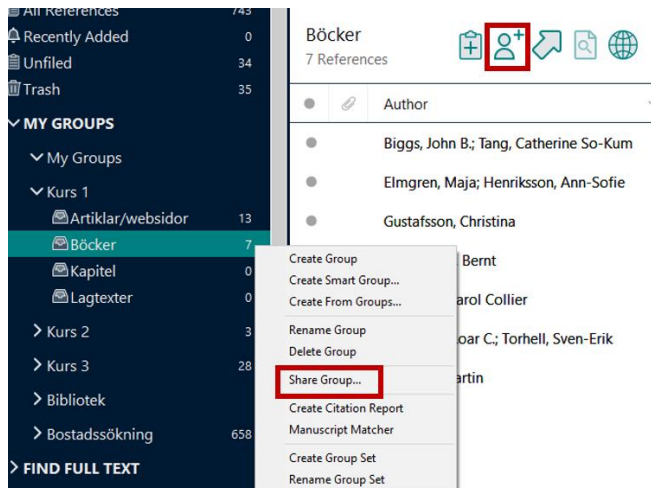 All References 743
Recently Added 0
Unfiled 34
Trash 35
MY GROUPS
My Groups
Kurs 1
Artiklar/websidor 13
Böcker 7
Kapitel 0
Lagtexter 0
Kurs 2 3
Kurs 3 28
Bibliotek
Bostadssökning 658
FIND FULL TEXT
Böcker
7 References
Author
Biggs, John B.; Tang, Catherine So-Kum
Elmgren, Maja; Henriksson, Ann-Sofie
Gustafsson, Christina
Bernt
arol Collier
oar C.; Torhell, Sven-Erik
artin
Create Group
Create Smart Group...
Create From Groups...
Rename Group
Delete Group
Share Group...
Create Citation Report
Manuscript Matcher
Create Group Set
Rename Group Set